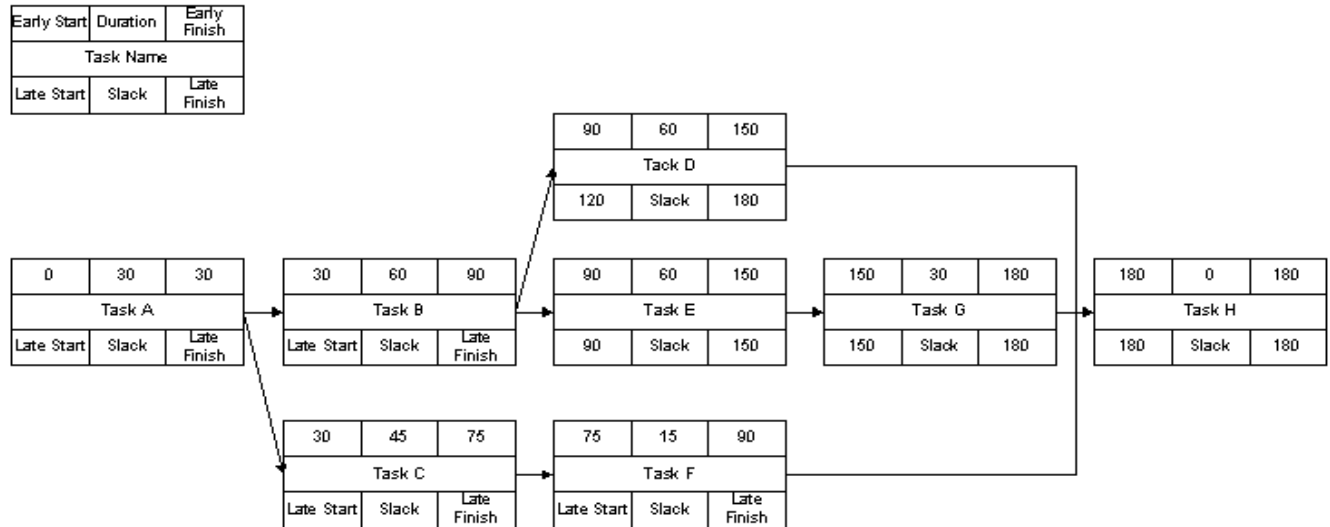 Early Start Duration Early Finish
Task Name
Late Start Slack Late Finish
90 60 150
Tack D
120 Slack 180
0 30 30
Task A
Late Start Slack Late Finish
30 60 90
Task B
Late Start Slack Late Finish
90 60 150
Task E
90 Slack 150
150 30 180
Task G
150 Slack 180
180 0 180
Task H
180 Slack 180
30 45 75
Task C
Late Start Slack Late Finish
75 15 90
Task F
Late Start Slack Late Finish